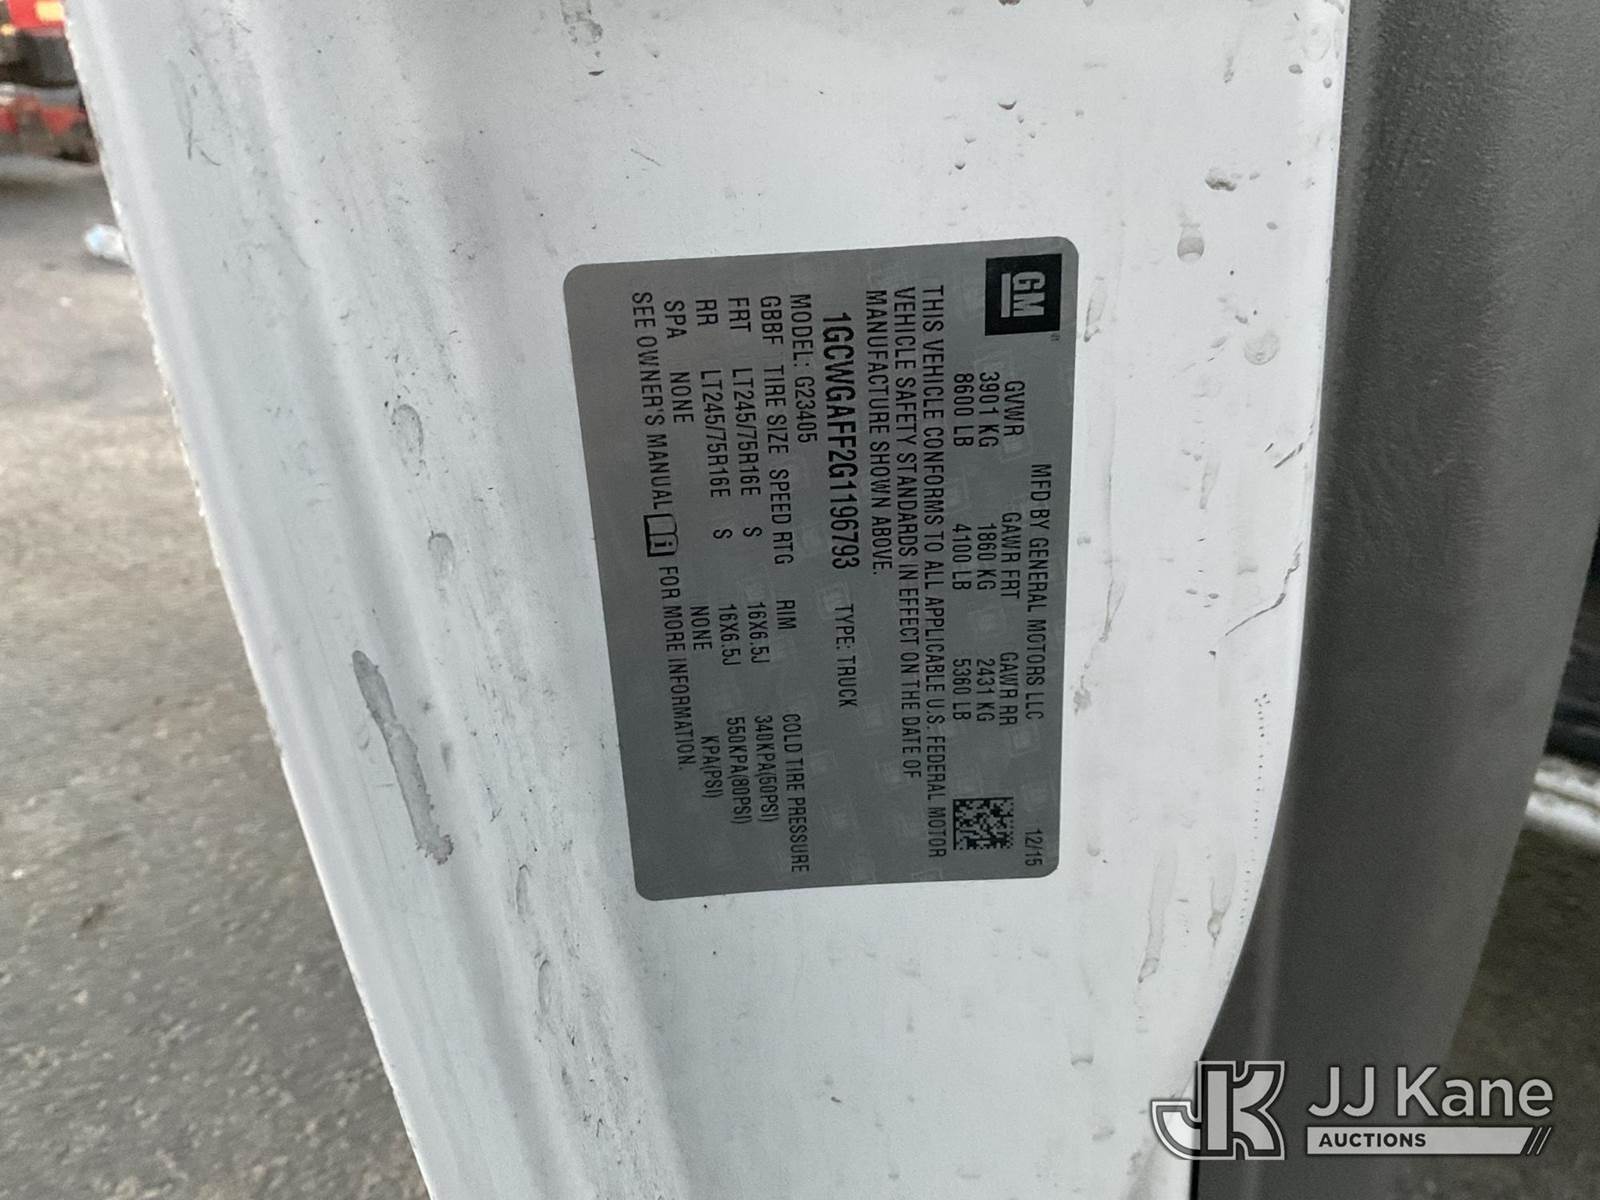 GM
MFD BY GENERAL MOTORS LLC 12/15
GVWR GAWR FRT GAWR RR
3901 KG 1860 KG 2431 KG
8600 LB 4100 LB 5360 LB
THIS VEHICLE CONFORMS TO ALL APPLICABLE U.S. FEDERAL MOTOR
VEHICLE SAFETY STANDARDS IN EFFECT ON THE DATE OF
MANUFACTURE SHOWN ABOVE.
1GCWGAFF2G1196793 TYPE: TRUCK
MODEL: G23405
GBBF TIRE SIZE SPEED RTG RIM COLD TIRE PRESSURE
FRT LT245/75R16E S 16X6.5J 340KPA(50PSI)
RR LT245/75R16E S 16X6.5J 550KPA(80PSI)
SPA NONE NONE KPA(PSI)
SEE OWNER'S MANUAL i FOR MORE INFORMATION.
JK JJ Kane
AUCTIONS